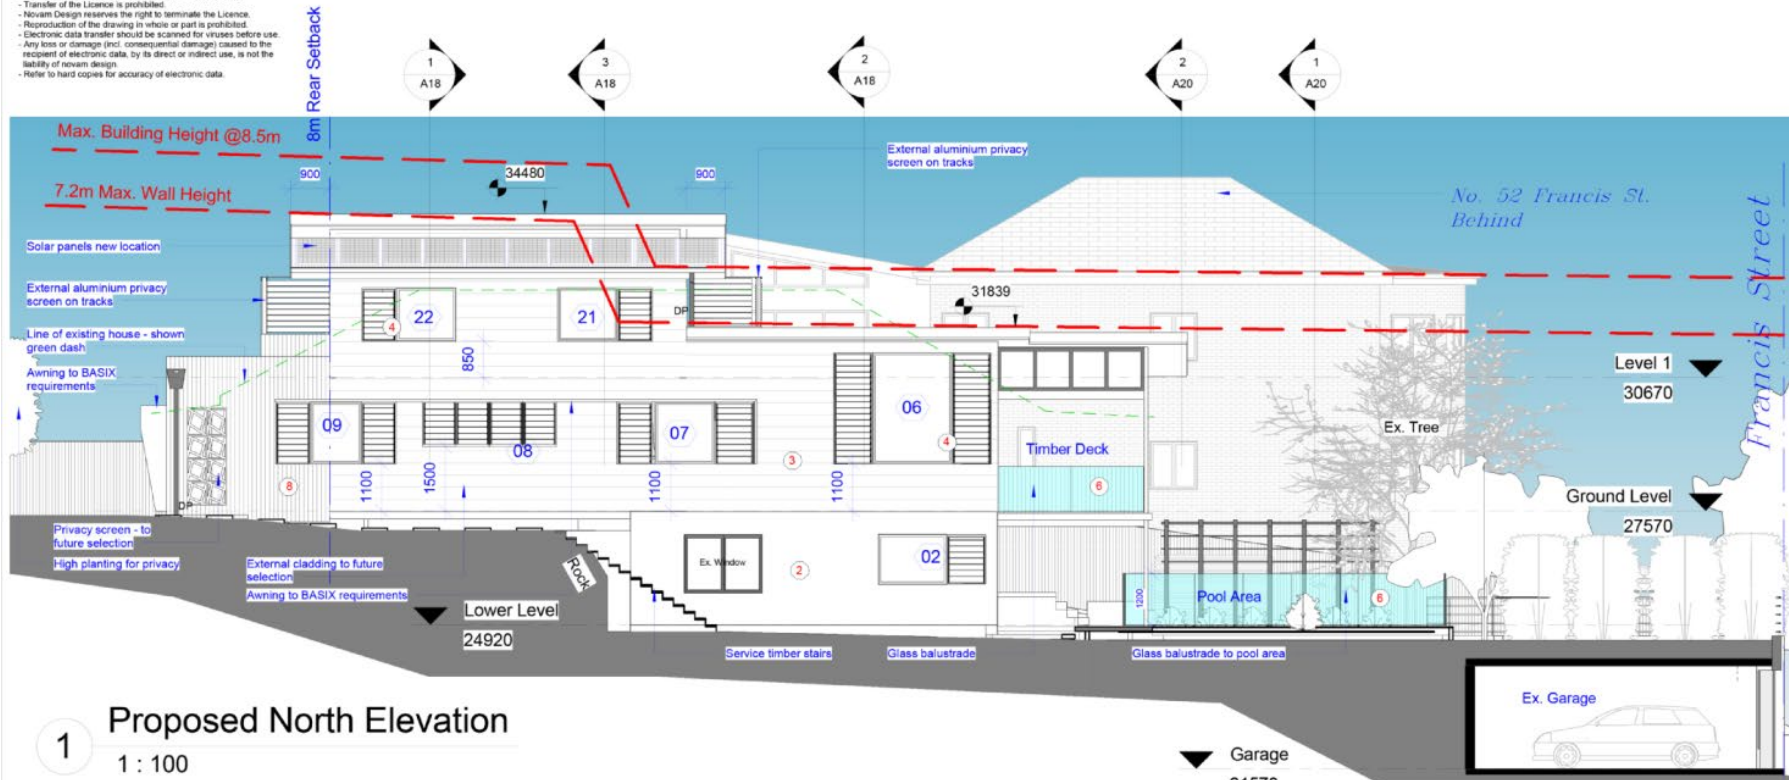 - Transfer of the Licence is prohibited.
- Novam Design reserves the right to terminate the Licence.
- Reproduction of the drawing in whole or part is prohibited.
- Electronic data transfer should be scanned for viruses before use.
- Any loss or damage (incl. consequential damage) caused to the
recipient of electronic data, by its direct or indirect use, is not the
liability of novam design.
- Refer to hard copies for accuracy of electronic data.
8m Rear Setback
1
A18
3
A18
2
A18
2
A20
1
A20
Max. Building Height @8.5m
7.2m Max. Wall Height
900
34480
900
External aluminium privacy
screen on tracks
No. 52 Francis St.
Behind
Francis Street
Solar panels new location
External aluminium privacy
screen on tracks
Line of existing house - shown
green dash
Awning to BASIX
requirements
4
22
21
DP
31839
850
Level 1
30670
09
08
07
06
4
3
8
1100
1500
1100
1100
Timber Deck
6
Ex. Tree
Ground Level
27570
DP
Privacy screen - to
future selection
High planting for privacy
External cladding to future
selection
Awning to BASIX requirements
Rock
Ex. Window
2
02
1200
Pool Area
6
Lower Level
24920
Service timber stairs
Glass balustrade
Glass balustrade to pool area
Ex. Garage
1
Proposed North Elevation
1 : 100
Garage